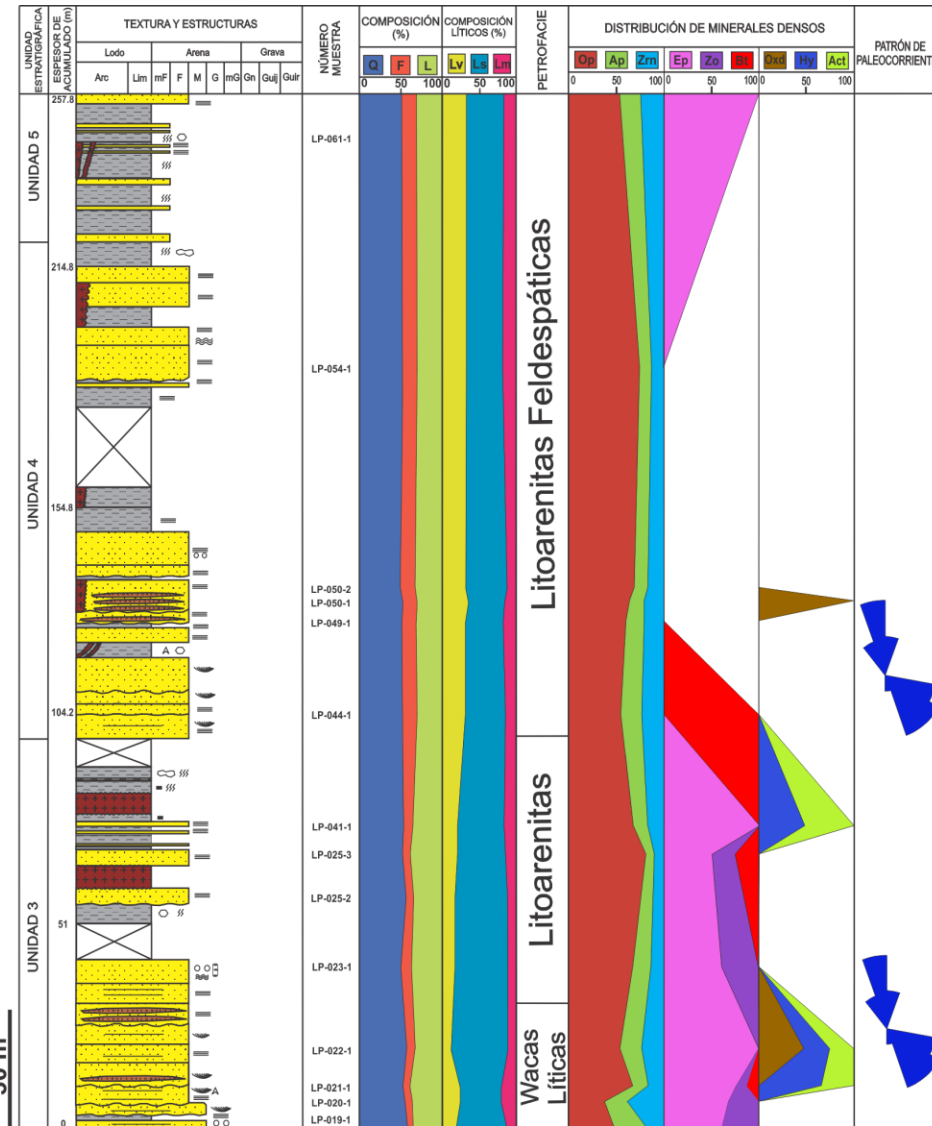 UNIDAD ESTRATIGRÁFICA
ESPESOR DE ACUMULADO (m)
TEXTURA Y ESTRUCTURAS
Lodo
Arena
Grava
Arc
Lim
mF
F
M
G
mG
Gn
Guij
Guir
NÚMERO MUESTRA
COMPOSICIÓN (%)
Q
F
L
0
50
100
COMPOSICIÓN LÍTICOS (%)
Lv
Ls
Lm
0
50
100
PETROFACIE
DISTRIBUCIÓN DE MINERALES DENSOS
Op
Ap
Zrn
Ep
Zo
Bt
Oxd
Hy
Act
0
50
100
0
50
100
0
50
100
PATRÓN DE
PALEOCORRIENT
257.8
214.8
154.8
104.2
51
0
UNIDAD 5
UNIDAD 4
UNIDAD 3
A
A
LP-061-1
LP-054-1
LP-050-2
LP-050-1
LP-049-1
LP-044-1
LP-041-1
LP-025-3
LP-025-2
LP-023-1
LP-022-1
LP-021-1
LP-020-1
LP-019-1
Litoarenitas Feldespáticas
Litoarenitas
Wacas
Líticas